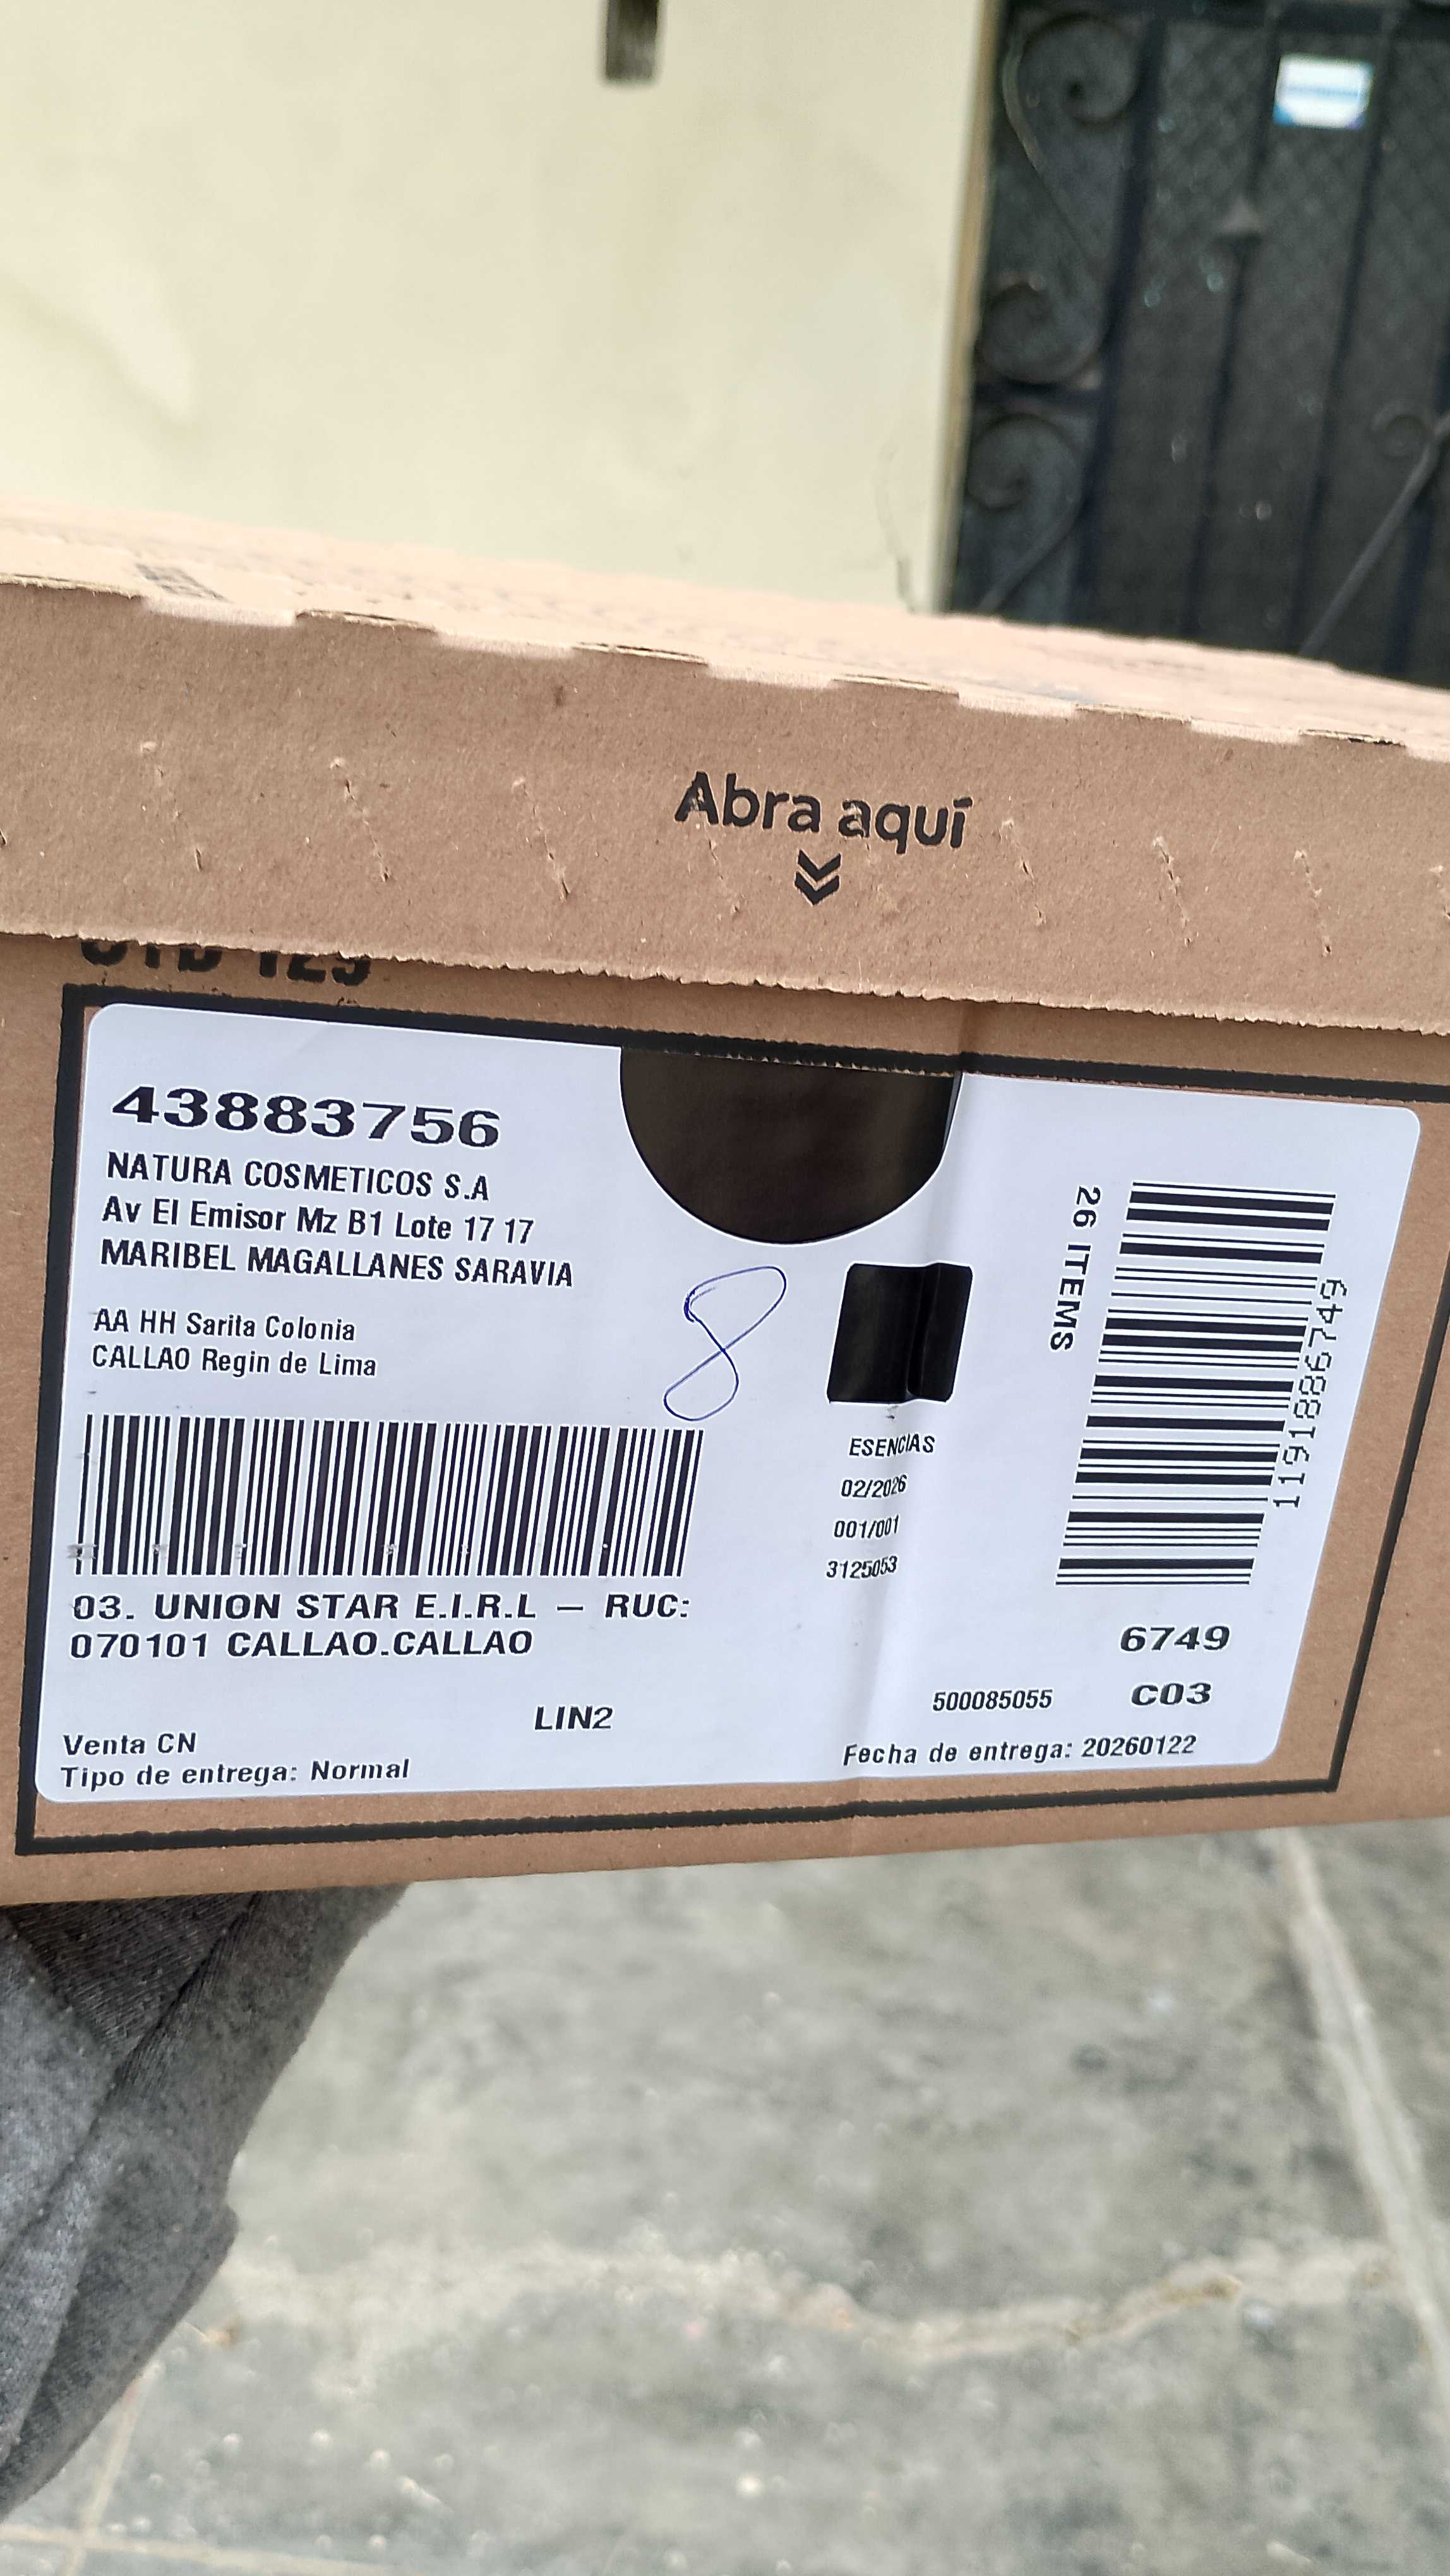 Abra aquí
43883756
NATURA COSMETICOS S.A
Av El Emisor Mz B1 Lote 17 17
MARIBEL MAGALLANES SARAVIA
AA HH Sarita Colonia
CALLAO Regin de Lima
8
26 ITEMS
1191886749
ESENCIAS
02/2026
001/001
3125053
03. UNION STAR E.I.R.L – RUC:
070101 CALLAO.CALLAO
6749
LIN2
500085055
C03
Venta CN
Tipo de entrega: Normal
Fecha de entrega: 20260122